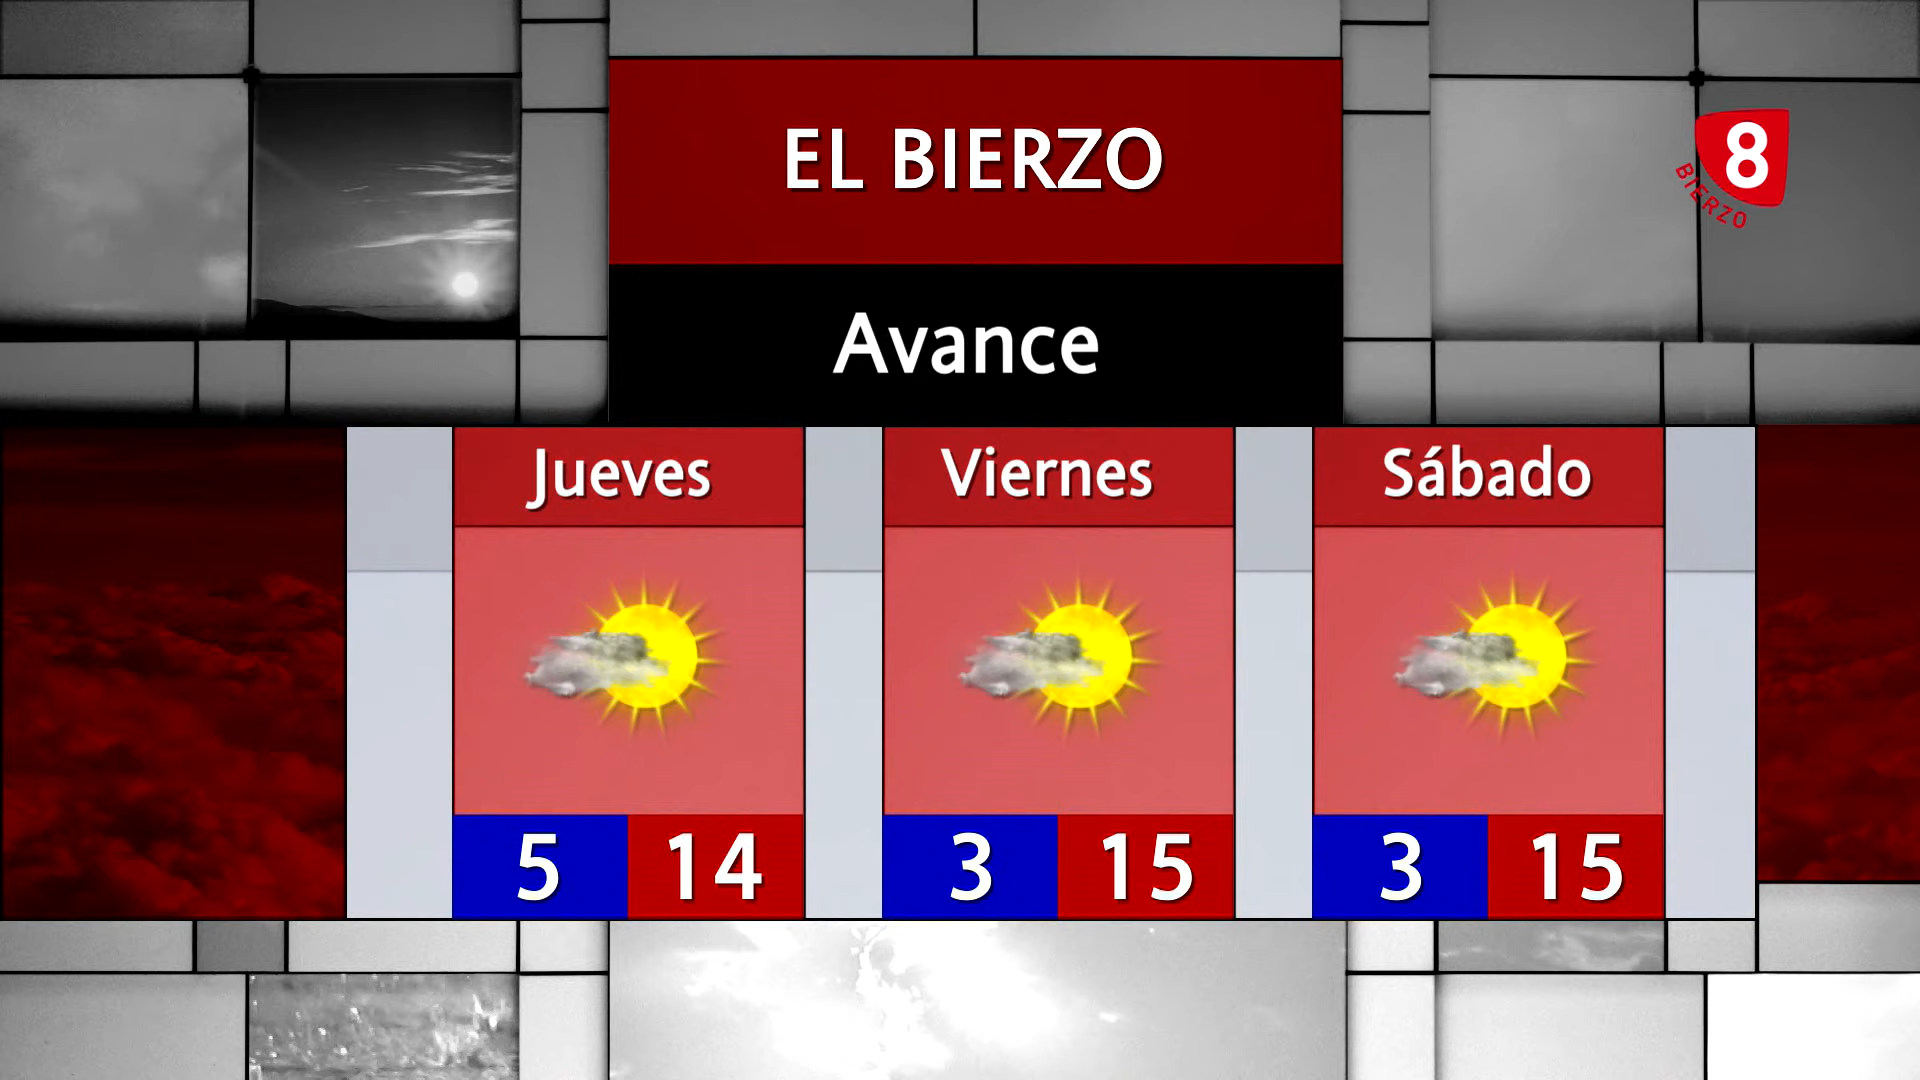 EL BIERZO
8
BIERZO
Avance
Jueves
Viernes
Sábado
5 14
3 15
3 15